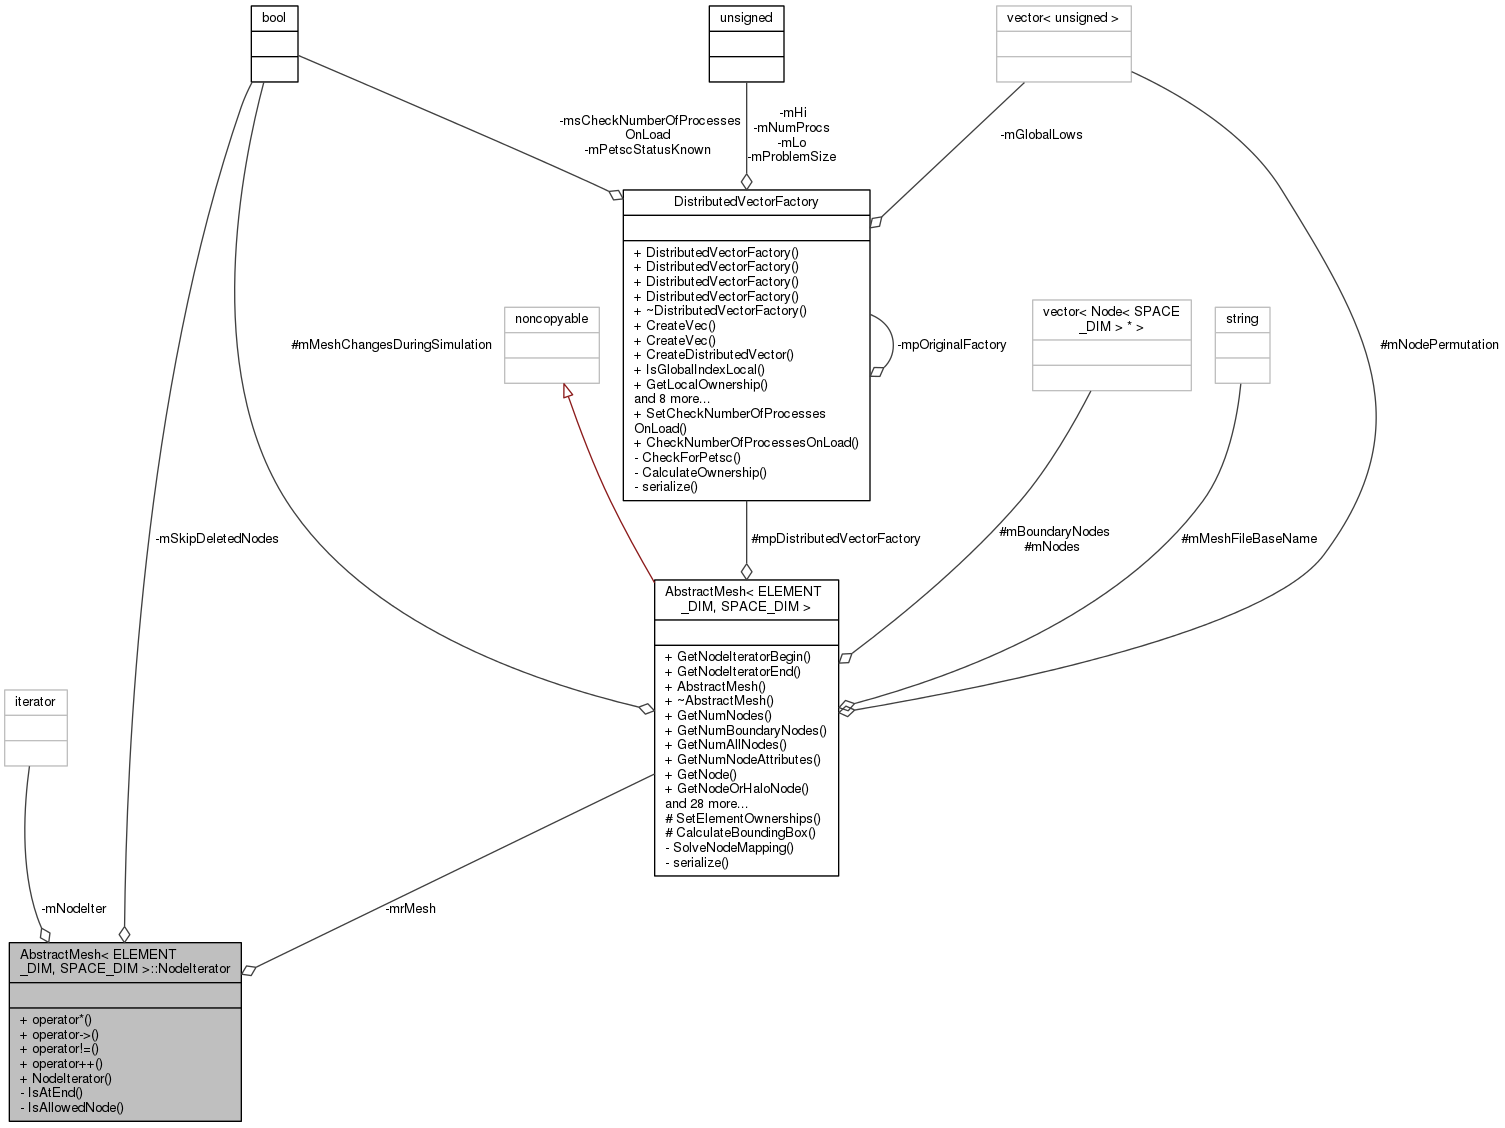 bool
unsigned
vector< unsigned >
-msCheckNumberOfProcesses
OnLoad
-mPetscStatusKnown
-mHi
-mNumProcs
-mLo
-mProblemSize
-mGlobalLows
DistributedVectorFactory
+ DistributedVectorFactory()
+ DistributedVectorFactory()
+ DistributedVectorFactory()
+ DistributedVectorFactory()
+ ~DistributedVectorFactory()
+ CreateVec()
+ CreateVec()
+ CreateDistributedVector()
+ IsGlobalIndexLocal()
+ GetLocalOwnership()
and 8 more...
+ SetCheckNumberOfProcesses
OnLoad()
+ CheckNumberOfProcessesOnLoad()
- CheckForPetsc()
- CalculateOwnership()
- serialize()
noncopyable
vector< Node< SPACE
_DIM > * >
string
#mMeshChangesDuringSimulation
-mpOriginalFactory
#mNodePermutation
-mSkipDeletedNodes
#mpDistributedVectorFactory
#mBoundaryNodes
#mNodes
#mMeshFileBaseName
AbstractMesh< ELEMENT
_DIM, SPACE_DIM >
+ GetNodeIteratorBegin()
+ GetNodeIteratorEnd()
+ AbstractMesh()
+ ~AbstractMesh()
+ GetNumNodes()
+ GetNumBoundaryNodes()
+ GetNumAllNodes()
+ GetNumNodeAttributes()
+ GetNode()
+ GetNodeOrHaloNode()
and 28 more...
# SetElementOwnerships()
# CalculateBoundingBox()
- SolveNodeMapping()
- serialize()
iterator
-mNodeIter
-mrMesh
AbstractMesh< ELEMENT
_DIM, SPACE_DIM >::NodeIterator
+ operator*()
+ operator->()
+ operator!=()
+ operator++()
+ NodeIterator()
- IsAtEnd()
- IsAllowedNode()